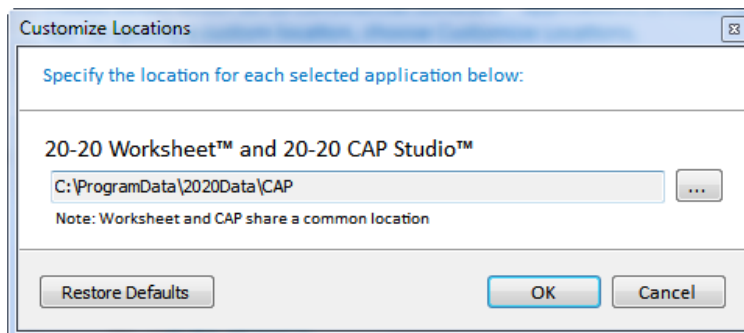 Customize Locations
Specify the location for each selected application below:
20-20 Worksheet™ and 20-20 CAP Studio™
C:\ProgramData\2020Data\CAP
...
Note: Worksheet and CAP share a common location
Restore Defaults
OK
Cancel